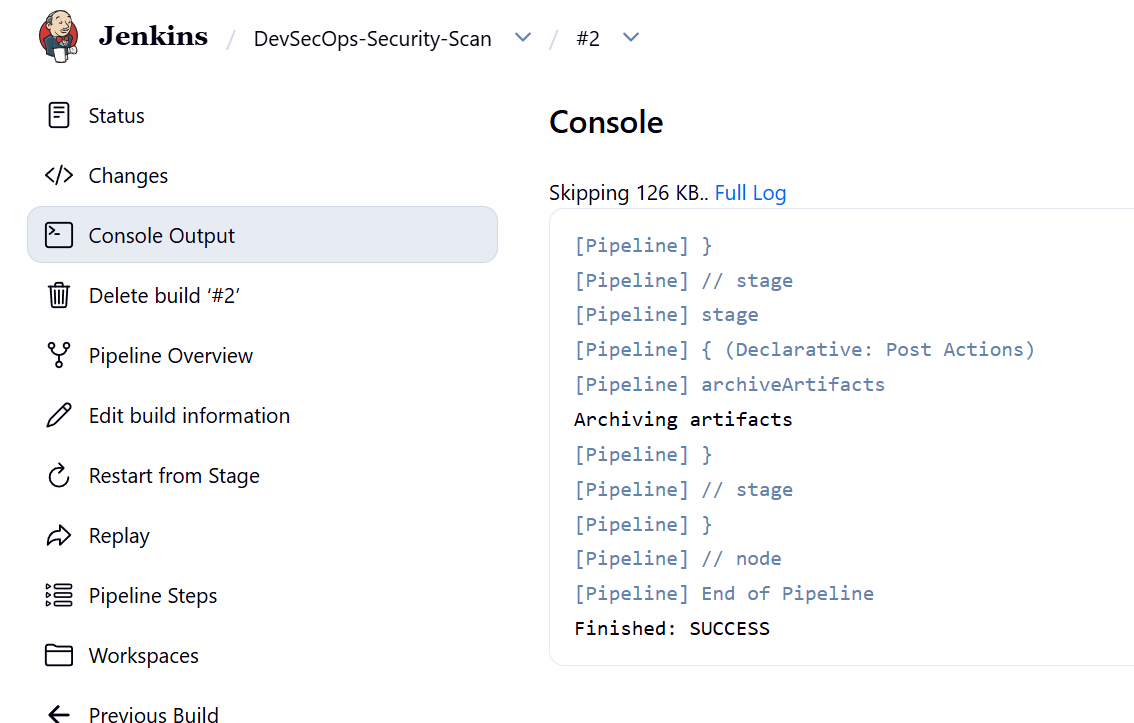 Jenkins / DevSecOps-Security-Scan / #2
Status
Changes
Console Output
Delete build ‘#2’
Pipeline Overview
Edit build information
Restart from Stage
Replay
Pipeline Steps
Workspaces
Previous Build
Console
Skipping 126 KB.. Full Log
[Pipeline] }
[Pipeline] // stage
[Pipeline] stage
[Pipeline] { (Declarative: Post Actions)
[Pipeline] archiveArtifacts
Archiving artifacts
[Pipeline] }
[Pipeline] // stage
[Pipeline] }
[Pipeline] // node
[Pipeline] End of Pipeline
Finished: SUCCESS